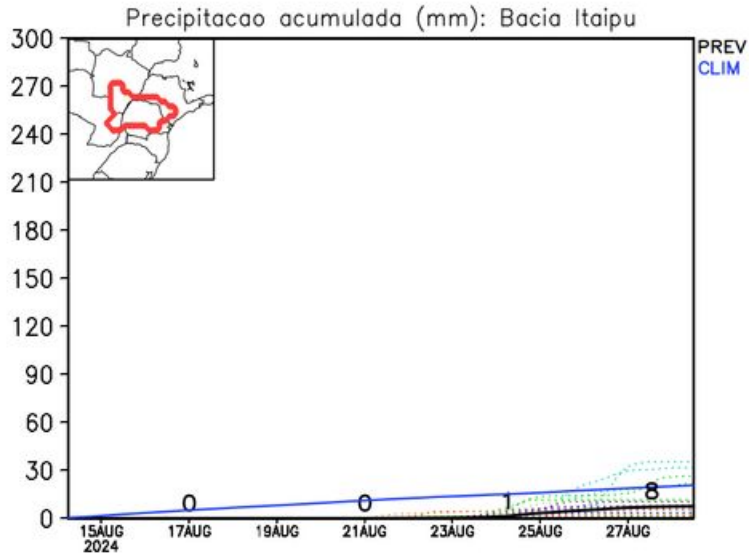 Precipitacao acumulada (mm): Bacia Itaipu
PREV
CLIM
300
270
240
210
180
150
120
90
60
30
0
0 0 1 8
15AUG 17AUG 19AUG 21AUG 23AUG 25AUG 27AUG
2024